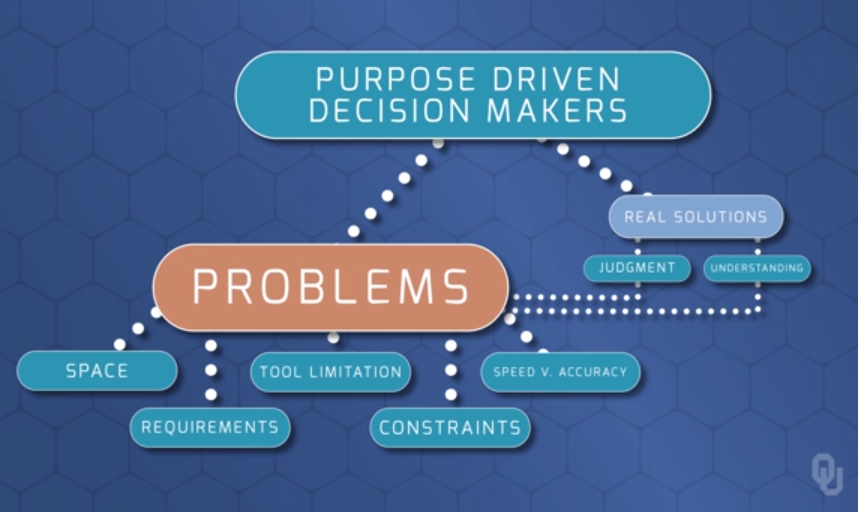 PURPOSE DRIVEN
DECISION MAKERS
REAL SOLUTIONS
JUDGMENT
UNDERSTANDING
PROBLEMS
SPACE
TOOL LIMITATION
SPEED V. ACCURACY
REQUIREMENTS
CONSTRAINTS
OU